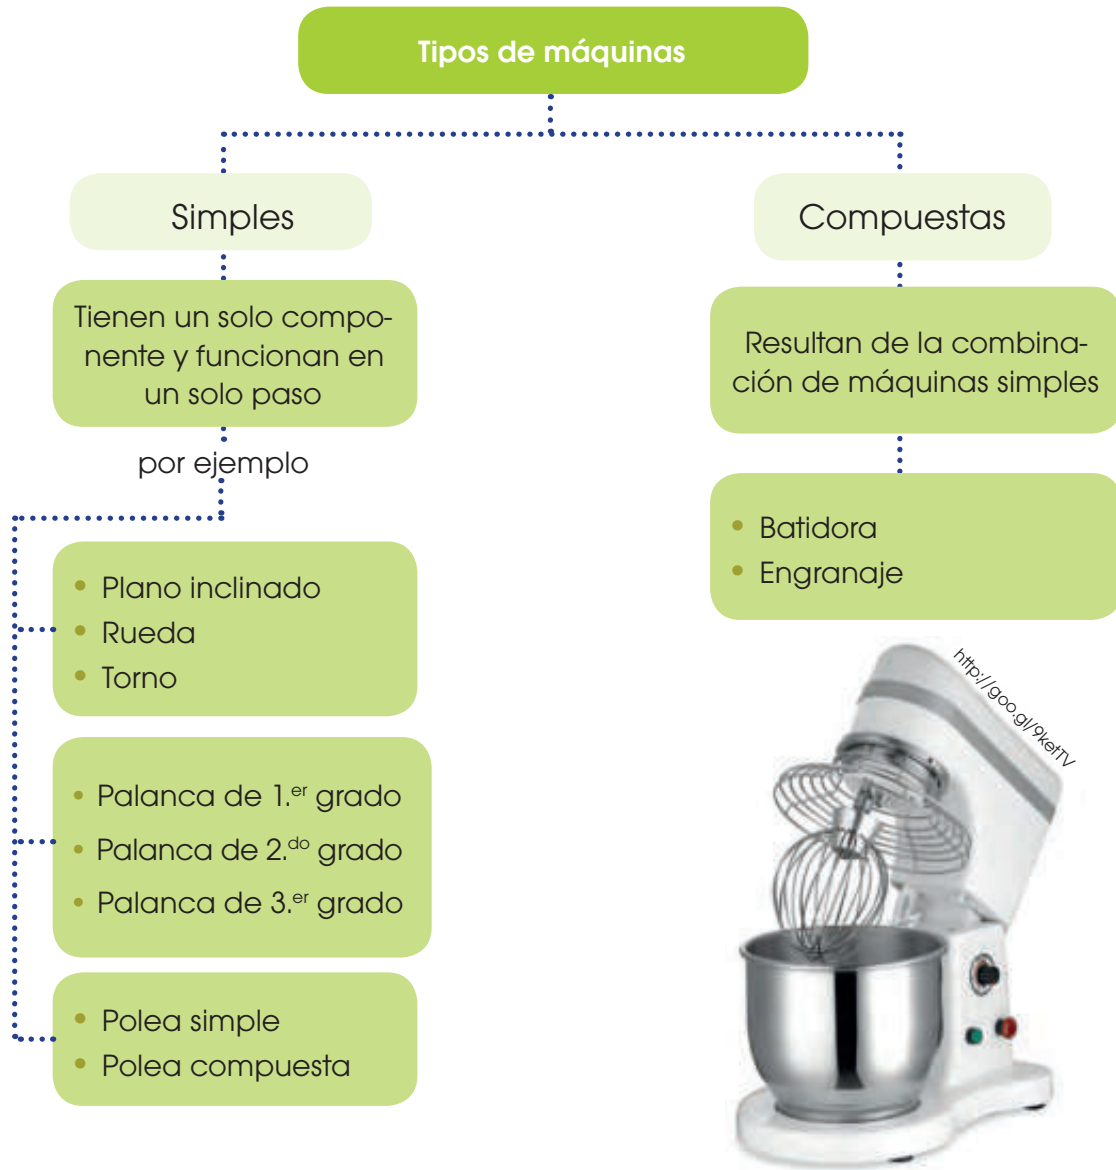 Tipos de máquinas
Simples
Tienen un solo compo-
nente y funcionan en
un solo paso
por ejemplo
• Plano inclinado
• Rueda
• Torno
• Palanca de 1.er grado
• Palanca de 2.do grado
• Palanca de 3.er grado
• Polea simple
• Polea compuesta
Compuestas
Resultan de la combina-
ción de máquinas simples
• Batidora
• Engranaje
http://goo.gl/9ketTV